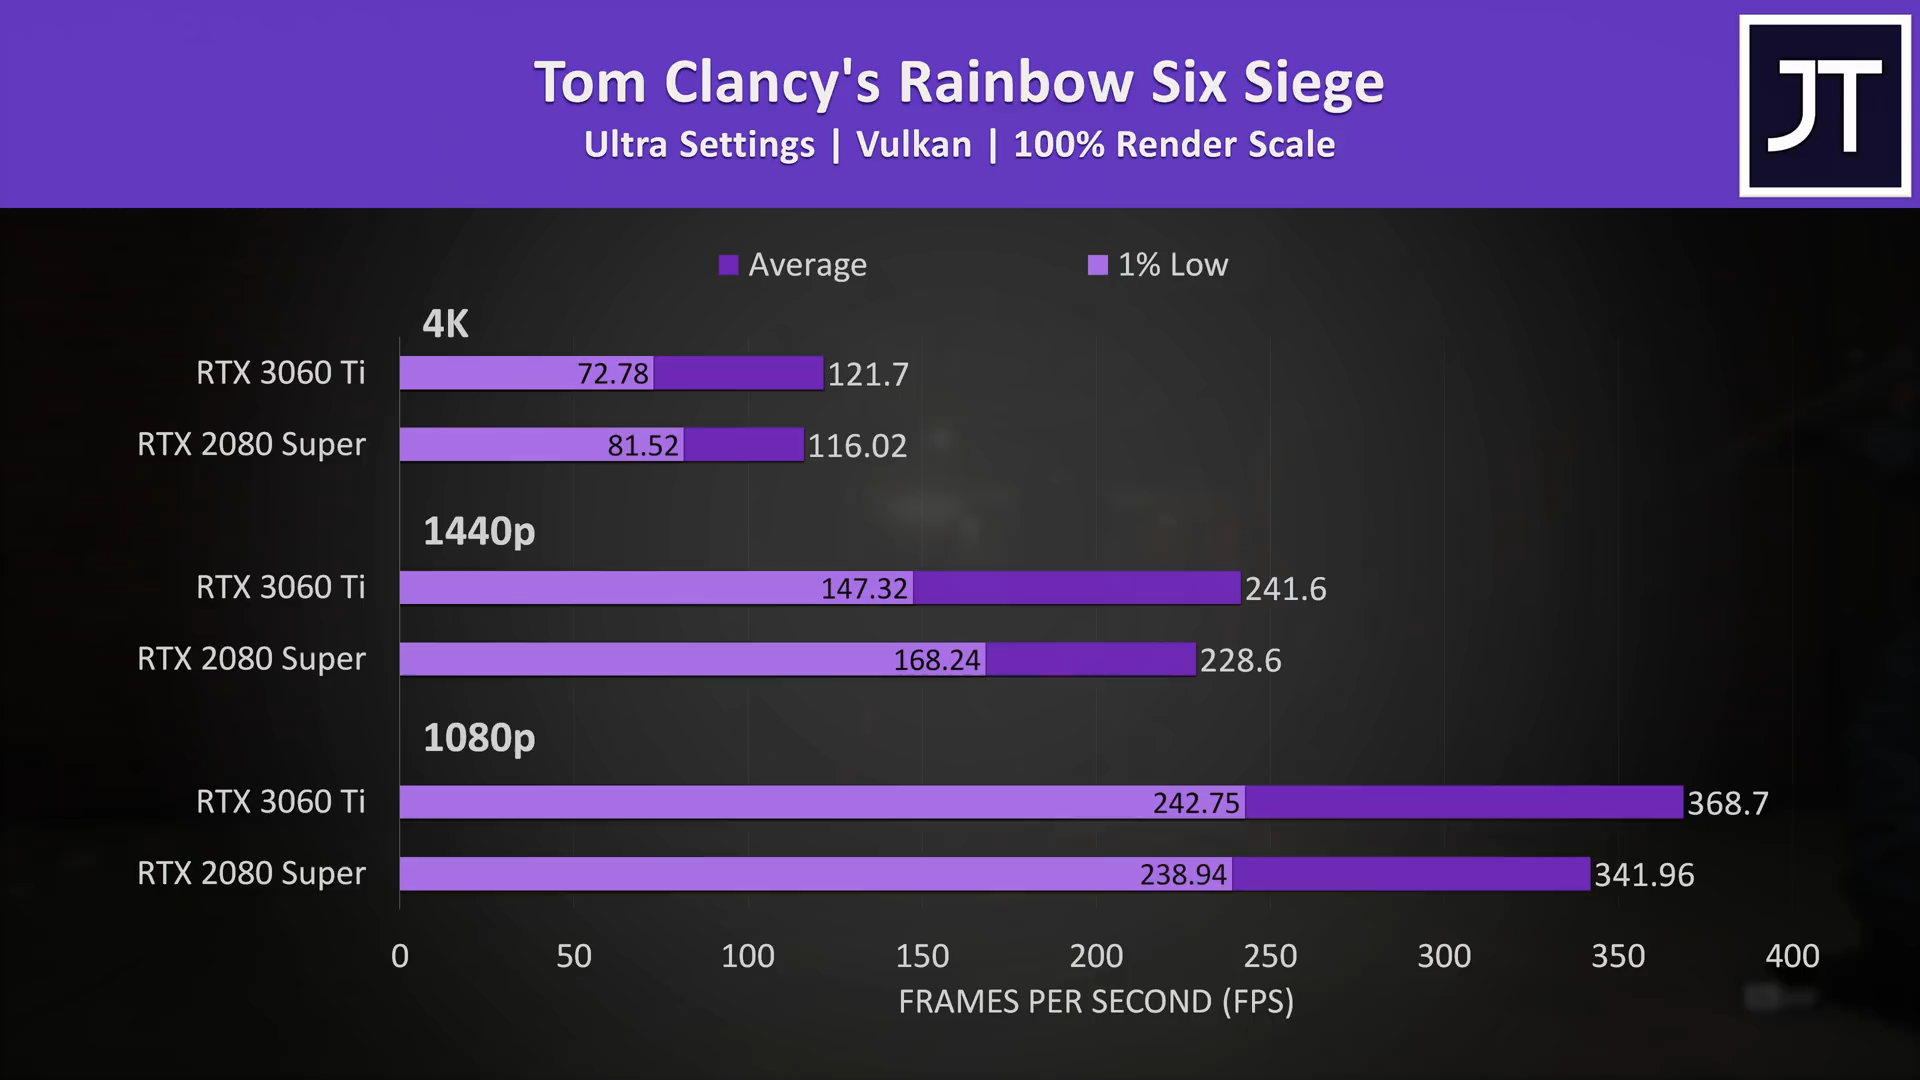 Tom Clancy's Rainbow Six Siege
Ultra Settings | Vulkan | 100% Render Scale
JT
Average
1% Low
4K
RTX 3060 Ti
72.78
121.7
RTX 2080 Super
81.52
116.02
1440p
RTX 3060 Ti
147.32
241.6
RTX 2080 Super
168.24
228.6
1080p
RTX 3060 Ti
242.75
368.7
RTX 2080 Super
238.94
341.96
0 50 100 150 200 250 300 350 400
FRAMES PER SECOND (FPS)